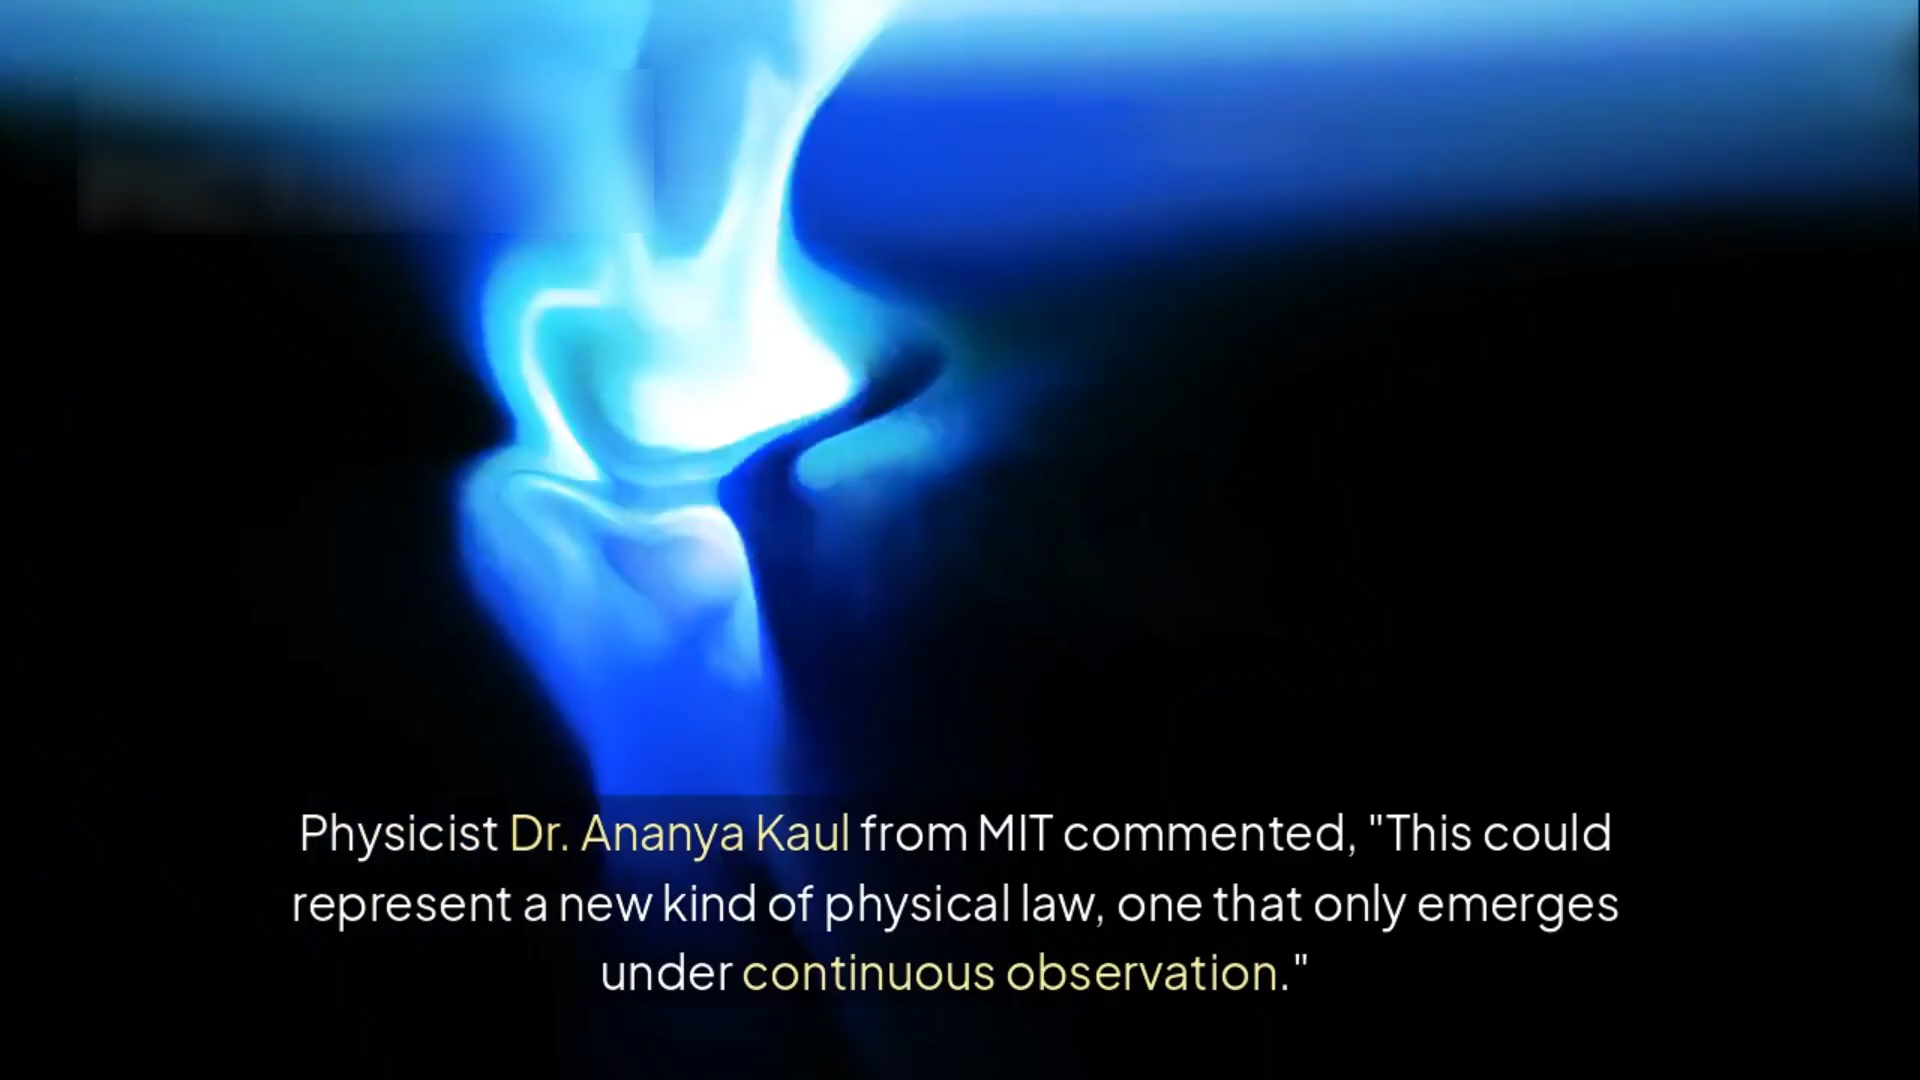 Physicist Dr. Ananya Kaul from MIT commented, "This could
represent a new kind of physical law, one that only emerges
under continuous observation."